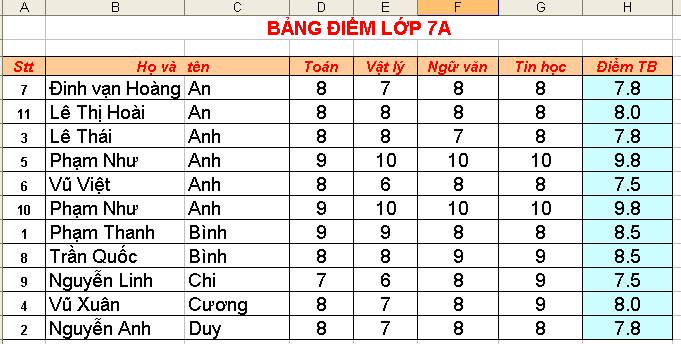 A B C D E F G H
BẢNG ĐIỂM LỚP 7A
Stt Họ và tên Toán Vật lý Ngữ văn Tin học Điểm TB
7 Đinh vạn Hoàng An 8 7 8 8 7.8
11 Lê Thị Hoài An 8 8 8 8 8.0
3 Lê Thái Anh 8 8 7 8 7.8
5 Phạm Như Anh 9 10 10 10 9.8
6 Vũ Việt Anh 8 6 8 8 7.5
10 Phạm Như Anh 9 10 10 10 9.8
1 Phạm Thanh Bình 9 9 8 8 8.5
8 Trần Quốc Bình 8 8 9 9 8.5
9 Nguyễn Linh Chi 7 6 8 9 7.5
4 Vũ Xuân Cương 8 7 8 9 8.0
2 Nguyễn Anh Duy 8 7 8 8 7.8